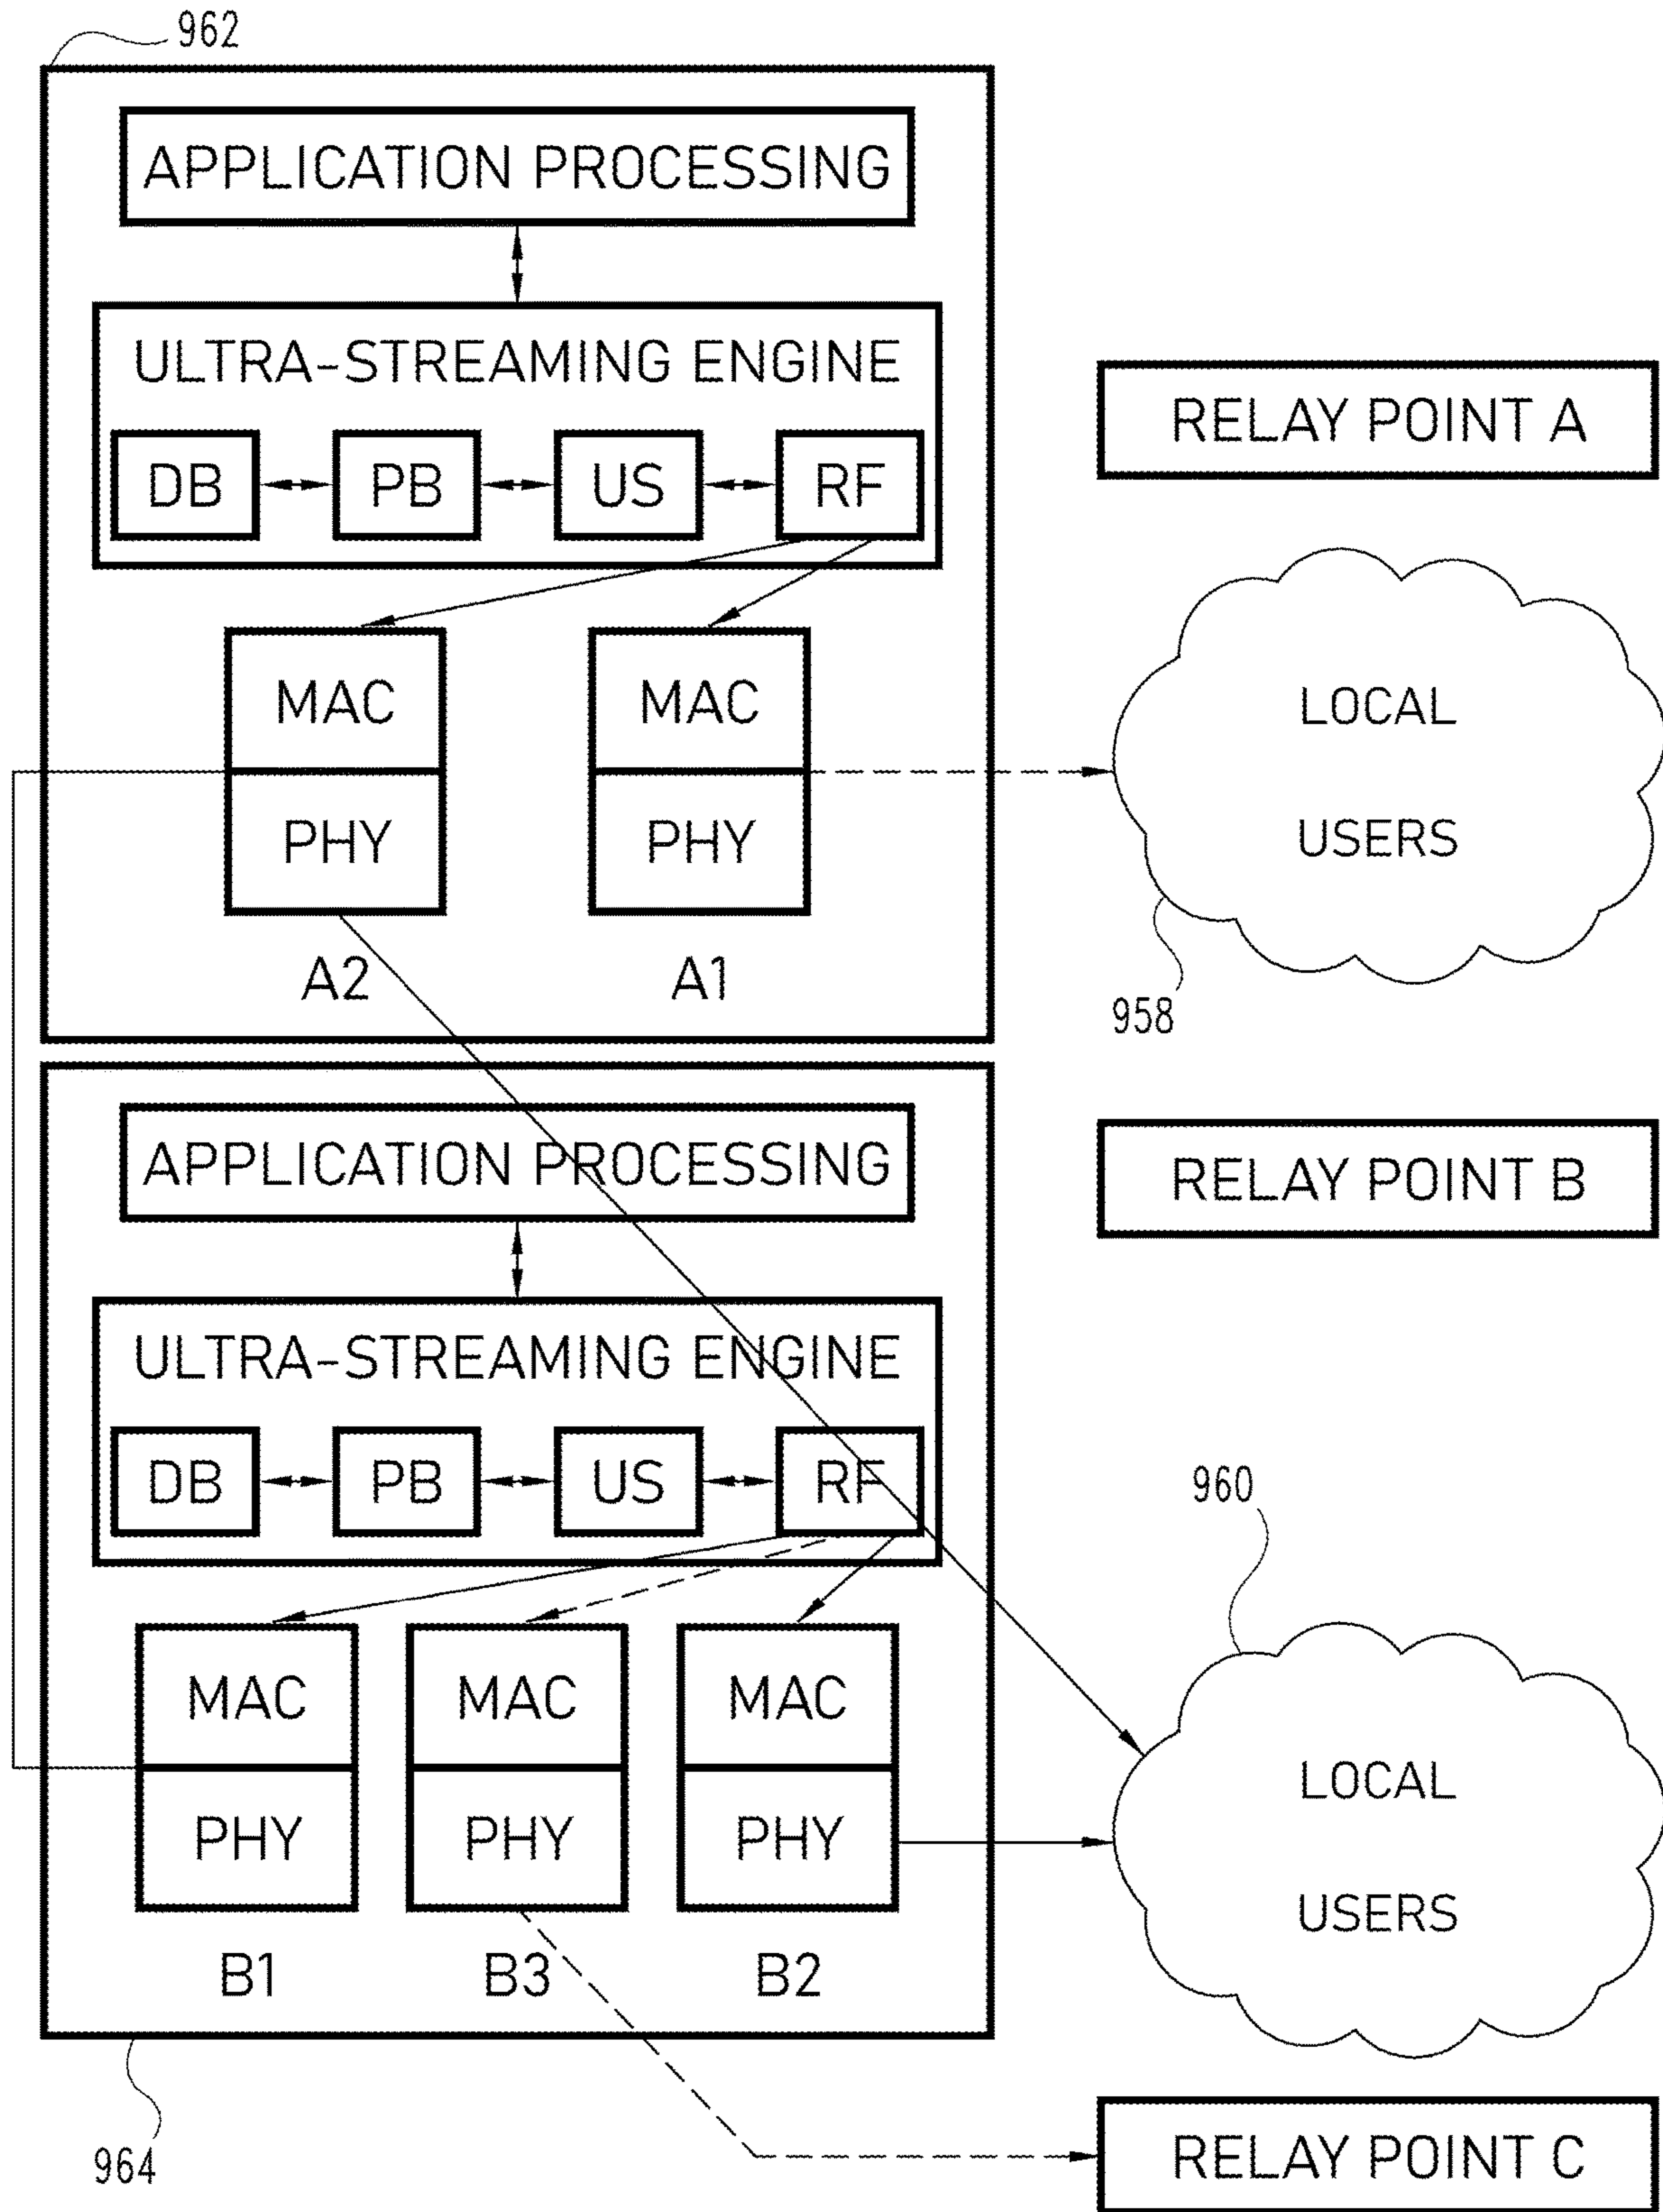 962
APPLICATION PROCESSING
ULTRA-STREAMING ENGINE
DB PB US RF
RELAY POINT A
MAC MAC
PHY PHY
A2 A1
LOCAL
USERS
958
APPLICATION PROCESSING
RELAY POINT B
ULTRA-STREAMING ENGINE
DB PB US RF
960
MAC MAC MAC
PHY PHY PHY
B1 B3 B2
LOCAL
USERS
964
RELAY POINT C